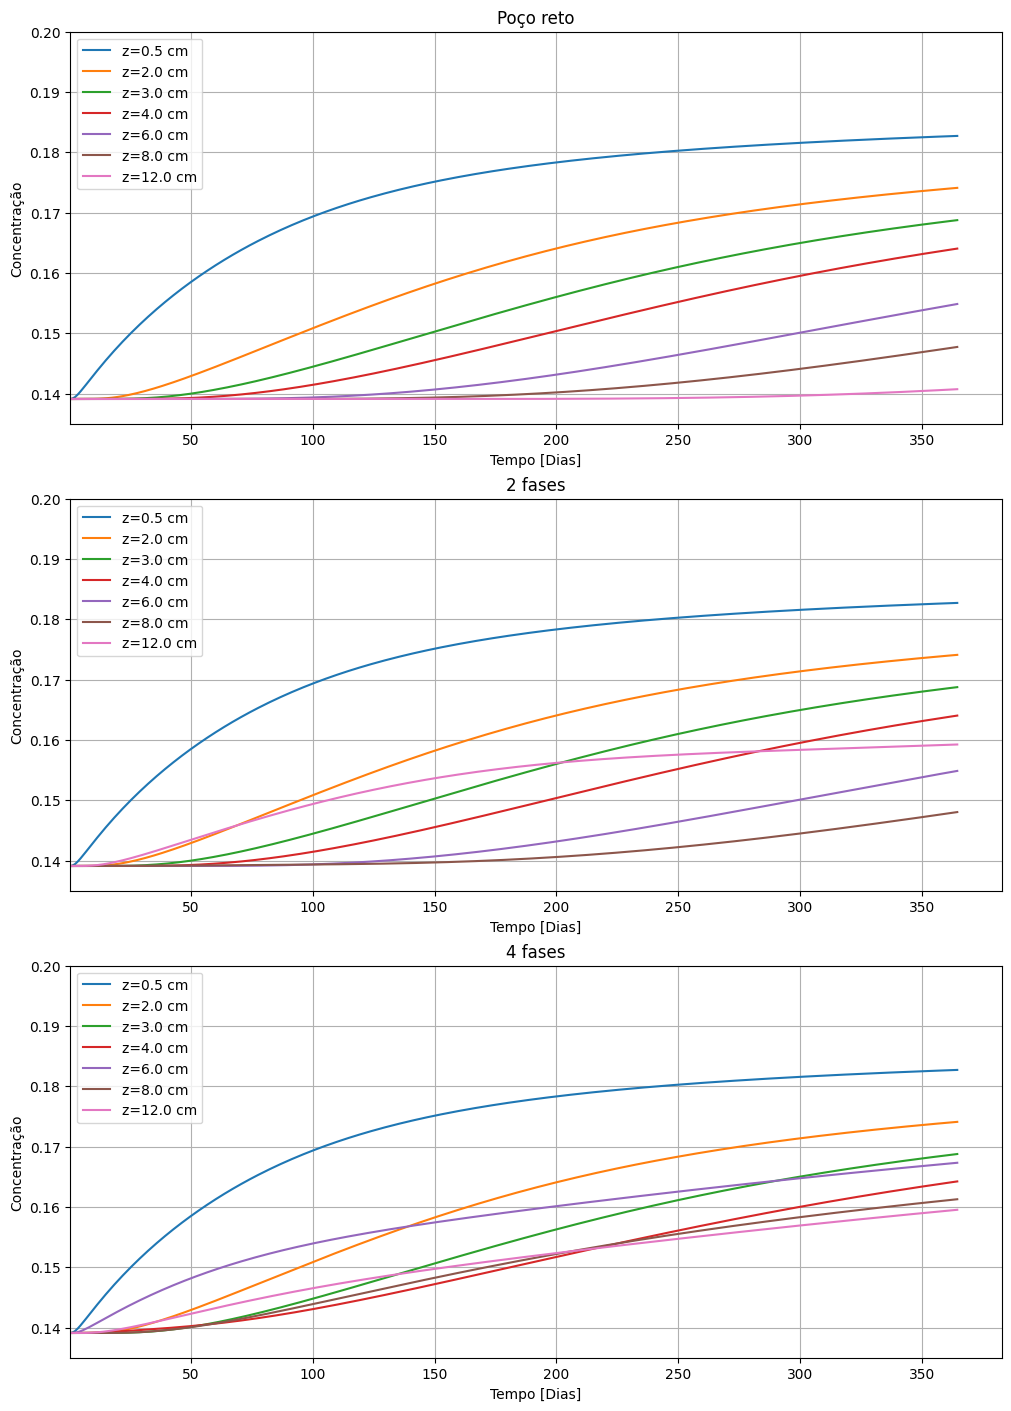 Poço reto
0.20
0.19
0.18
0.17
0.16
0.15
0.14
Concentração
z=0.5 cm
z=2.0 cm
z=3.0 cm
z=4.0 cm
z=6.0 cm
z=8.0 cm
z=12.0 cm
50 100 150 200 250 300 350
Tempo [Dias]
2 fases
0.20
0.19
0.18
0.17
0.16
0.15
0.14
Concentração
z=0.5 cm
z=2.0 cm
z=3.0 cm
z=4.0 cm
z=6.0 cm
z=8.0 cm
z=12.0 cm
50 100 150 200 250 300 350
Tempo [Dias]
4 fases
0.20
0.19
0.18
0.17
0.16
0.15
0.14
Concentração
z=0.5 cm
z=2.0 cm
z=3.0 cm
z=4.0 cm
z=6.0 cm
z=8.0 cm
z=12.0 cm
50 100 150 200 250 300 350
Tempo [Dias]